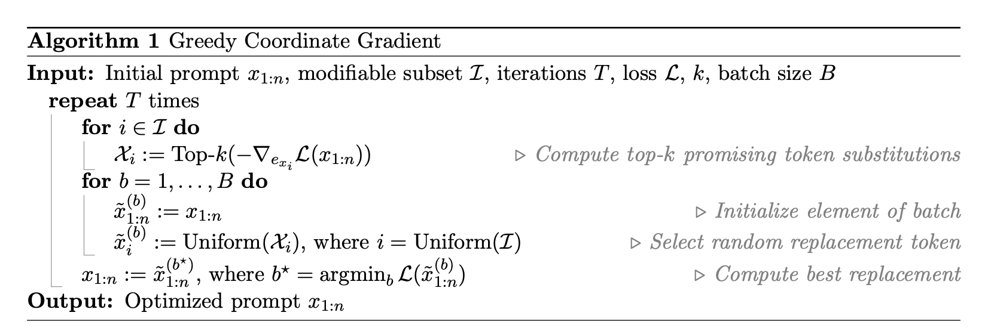 Algorithm 1 Greedy Coordinate Gradient
Input: Initial prompt $x_{1:n}$, modifiable subset $\mathcal{I}$, iterations $T$, loss $\mathcal{L}$, $k$, batch size $B$
repeat $T$ times
for $i \in \mathcal{I}$ do
$\mathcal{X}_i := \text{Top-}k(-\nabla_{e_{x_i}} \mathcal{L}(x_{1:n}))$ ▷ Compute top-k promising token substitutions
for $b = 1, \ldots, B$ do
$\tilde{x}_{1:n}^{(b)} := x_{1:n}$ ▷ Initialize element of batch
$\tilde{x}_i^{(b)} := \text{Uniform}(\mathcal{X}_i)$, where $i = \text{Uniform}(\mathcal{I})$ ▷ Select random replacement token
$x_{1:n} := \tilde{x}_{1:n}^{(b^\star)}$, where $b^\star = \text{argmin}_b \mathcal{L}(\tilde{x}_{1:n}^{(b)})$ ▷ Compute best replacement
Output: Optimized prompt $x_{1:n}$